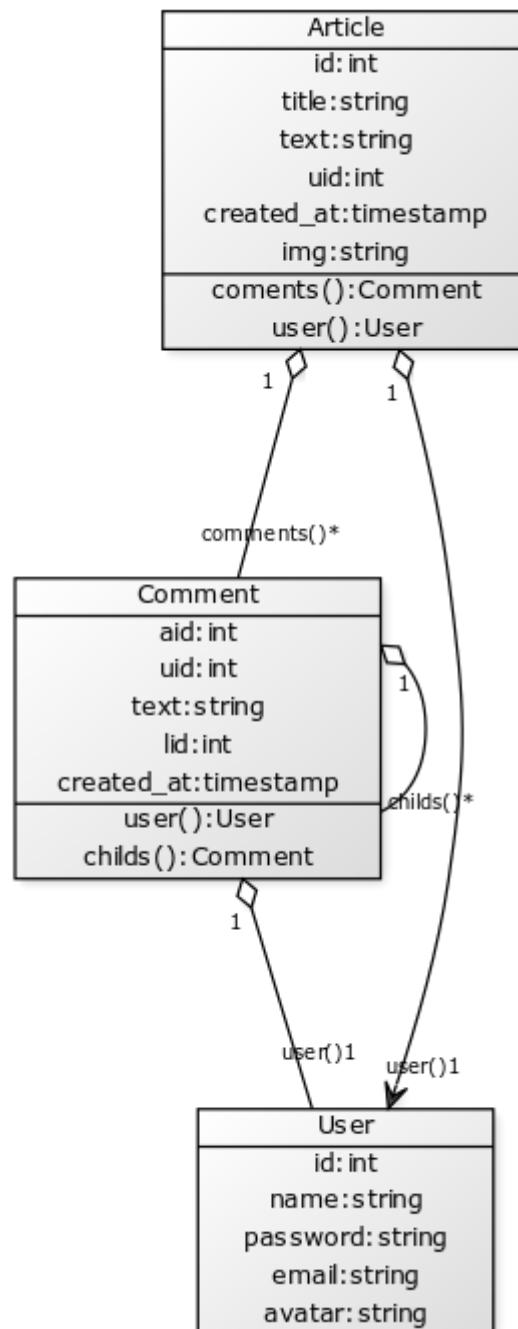 Article
id:int
title:string
text:string
uid:int
created_at:timestamp
img:string
coments():Comment
user():User
1
1
comments()*
Comment
aid:int
uid:int
text:string
lid:int
created_at:timestamp
user():User
childs():Comment
1
childs()*
1
user()1
user()1
User
id:int
name:string
password:string
email:string
avatar:string